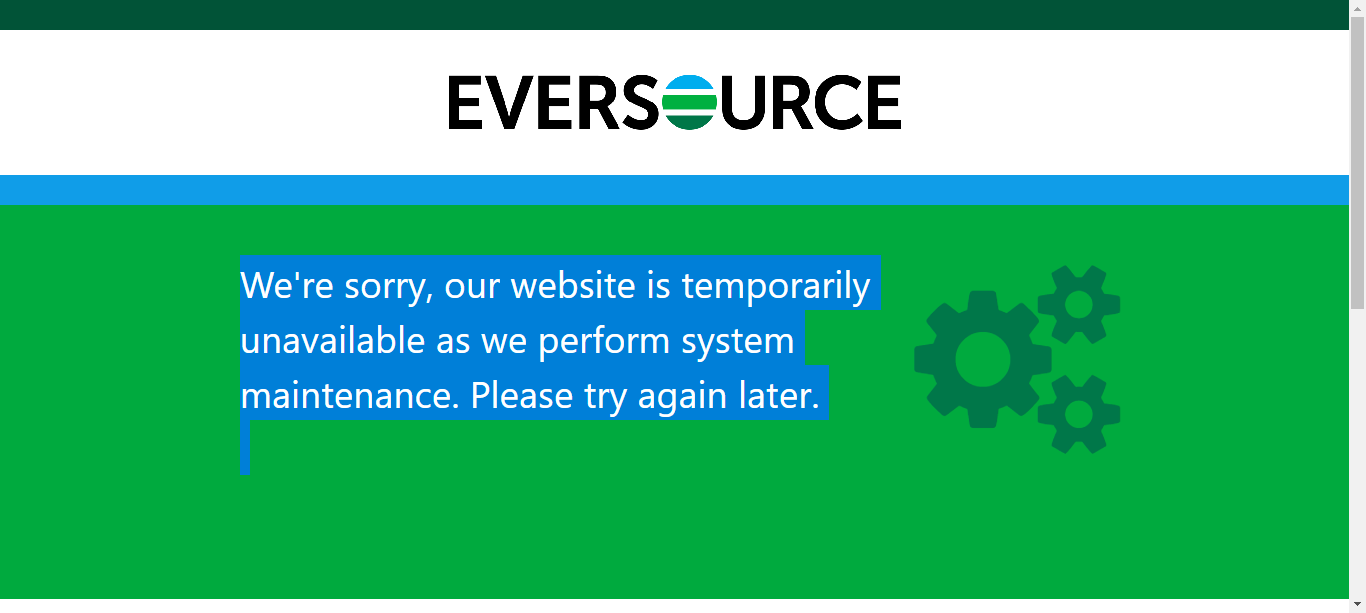 EVERSOURCE
We're sorry, our website is temporarily
unavailable as we perform system
maintenance. Please try again later.